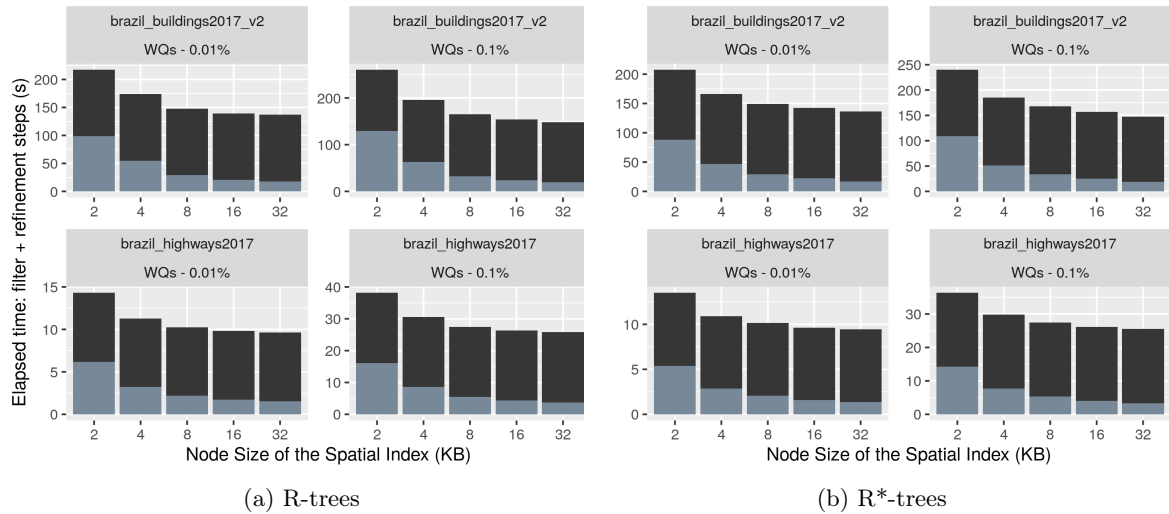 brazil_buildings2017_v2
WQs - 0.01%
200
150
100
50
0
2 4 8 16 32
brazil_buildings2017_v2
WQs - 0.1%
200
100
0
2 4 8 16 32
brazil_highways2017
WQs - 0.01%
15
10
5
0
2 4 8 16 32
brazil_highways2017
WQs - 0.1%
40
30
20
10
0
2 4 8 16 32
Elapsed time: filter + refinement steps (s)
Node Size of the Spatial Index (KB)
(a) R-trees
brazil_buildings2017_v2
WQs - 0.01%
200
150
100
50
0
2 4 8 16 32
brazil_buildings2017_v2
WQs - 0.1%
250
200
150
100
50
0
2 4 8 16 32
brazil_highways2017
WQs - 0.01%
10
5
0
2 4 8 16 32
brazil_highways2017
WQs - 0.1%
30
20
10
0
2 4 8 16 32
Node Size of the Spatial Index (KB)
(b) R*-trees